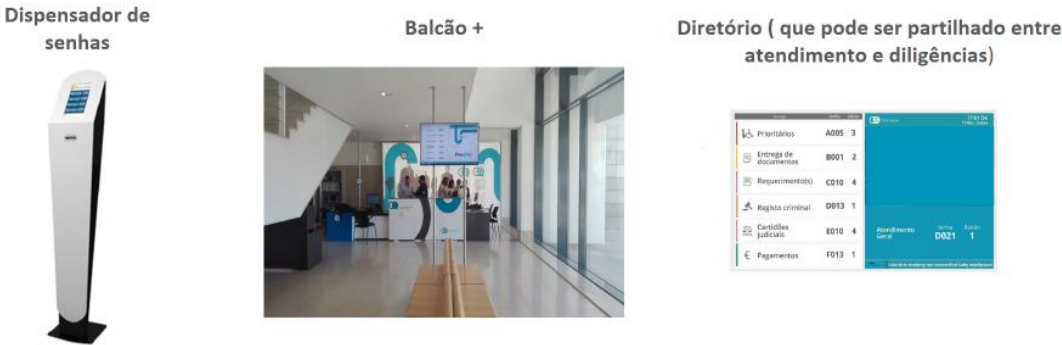 Dispensador de
senhas
Balcão +
Diretório ( que pode ser partilhado entre
atendimento e diligências)
Prioritários A005 3
Entrega de
documentos B001 2
Requerimento(s) C010 4
Registo criminal D013 1
Certidões
judiciais E010 4
Pagamentos F013 1
Atendimento
Geral
Senha
D021
Balcão
1